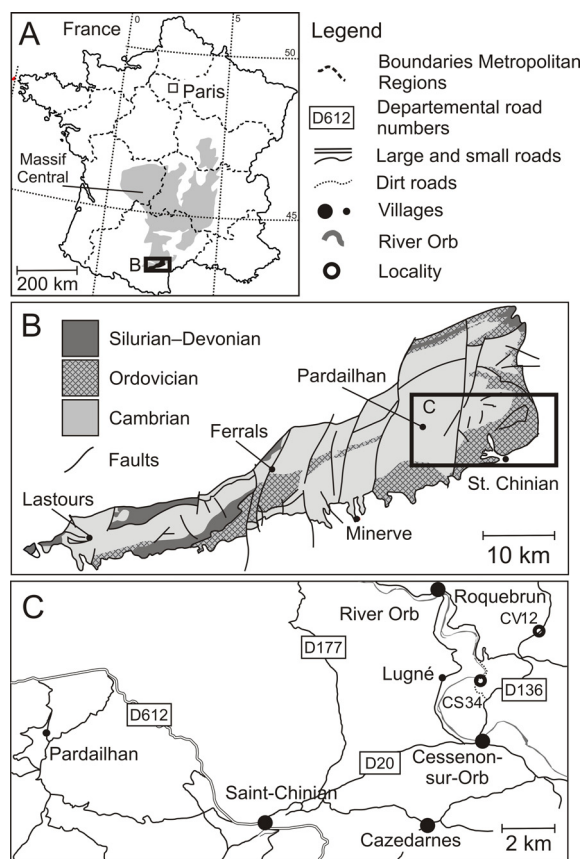 A
France
0
5
50
Paris
Massif
Central
45
B
200 km
Legend
Boundaries Metropolitan
Regions
D612
Departemental road
numbers
Large and small roads
Dirt roads
Villages
River Orb
Locality
B
Silurian–Devonian
Ordovician
Cambrian
Faults
Pardailhan
C
Ferrals
St. Chinian
Lastours
Minerve
10 km
C
River Orb
Roquebrun
CV12
D177
Lugné
D136
CS34
D612
Pardailhan
D20
Cessenon-
sur-Orb
Saint-Chinian
Cazedarnes
2 km